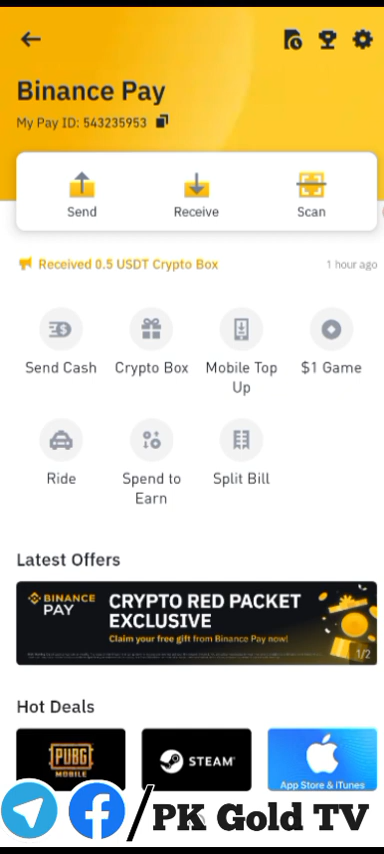 Binance Pay
My Pay ID: 543235953
Send
Receive
Scan
Received 0.5 USDT Crypto Box
1 hour ago
Send Cash
Crypto Box
Mobile Top
Up
$1 Game
Ride
Spend to
Earn
Split Bill
Latest Offers
BINANCE
PAY
CRYPTO RED PACKET
EXCLUSIVE
Claim your free gift from Binance Pay now!
1/2
Hot Deals
PUBG
MOBILE
STEAM
App Store & iTunes
/PK Gold TV